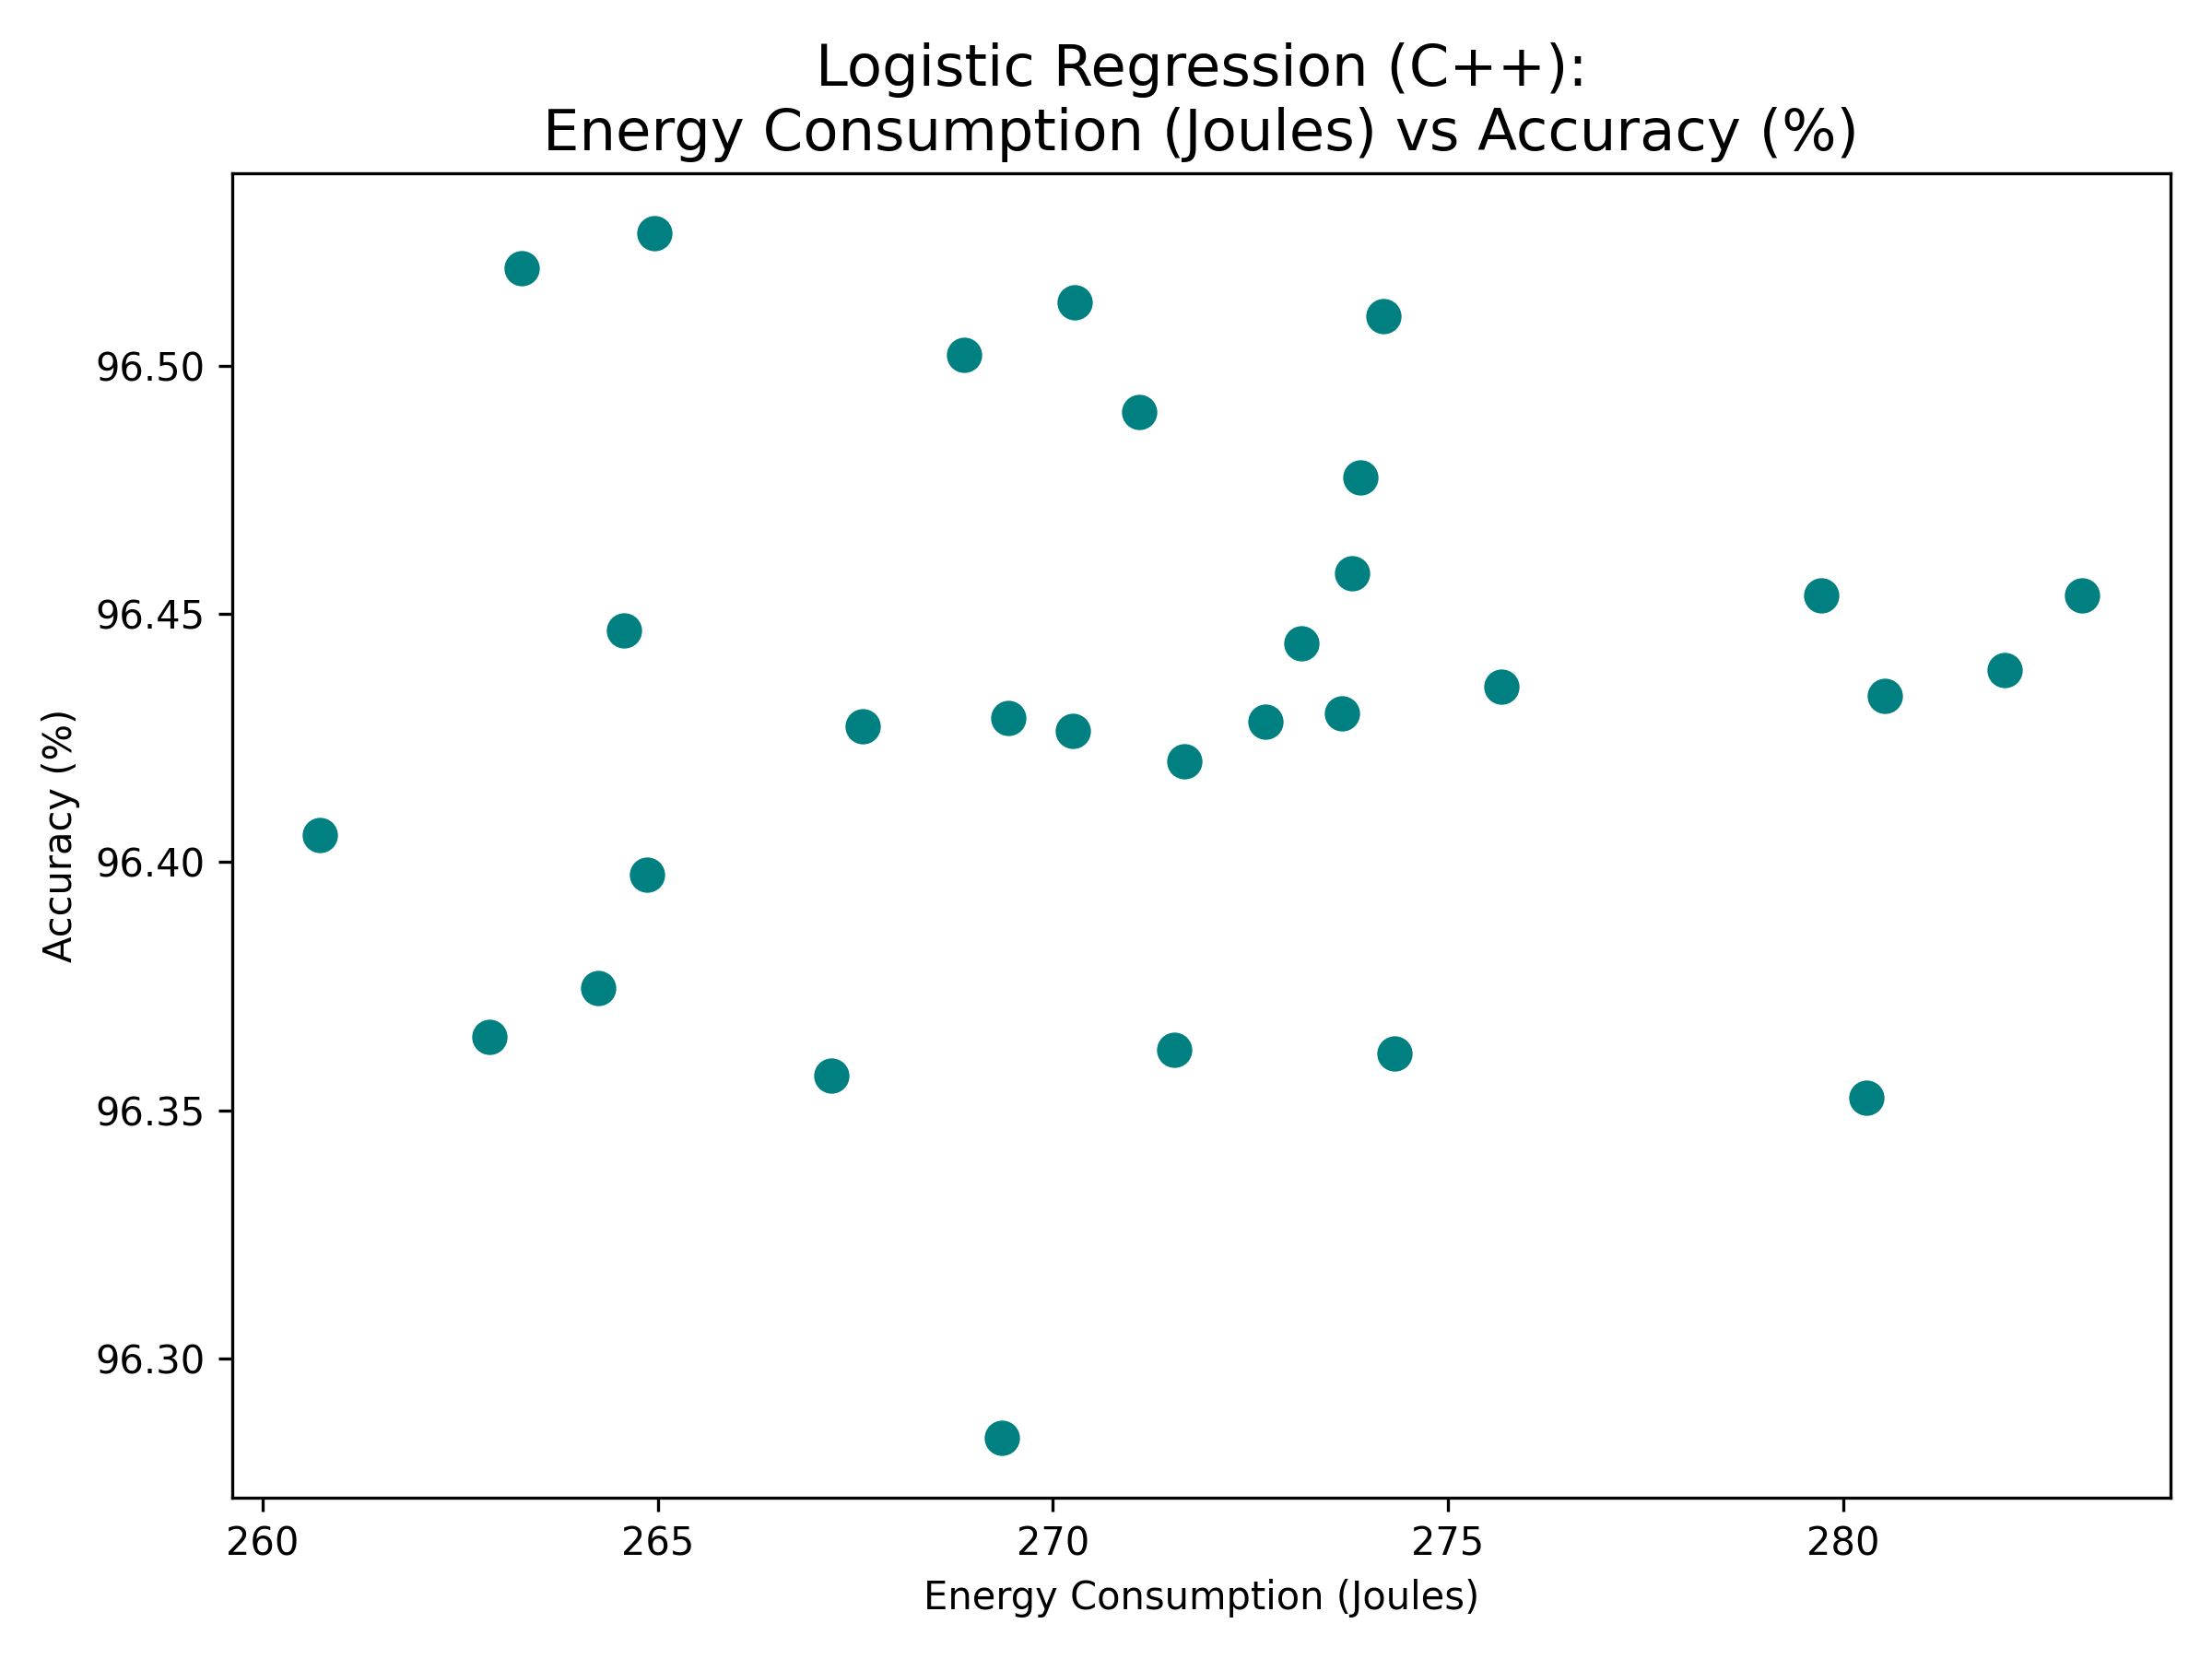 Logistic Regression (C++):
Energy Consumption (Joules) vs Accuracy (%)
Accuracy (%)
96.50
96.45
96.40
96.35
96.30
260 265 270 275 280
Energy Consumption (Joules)